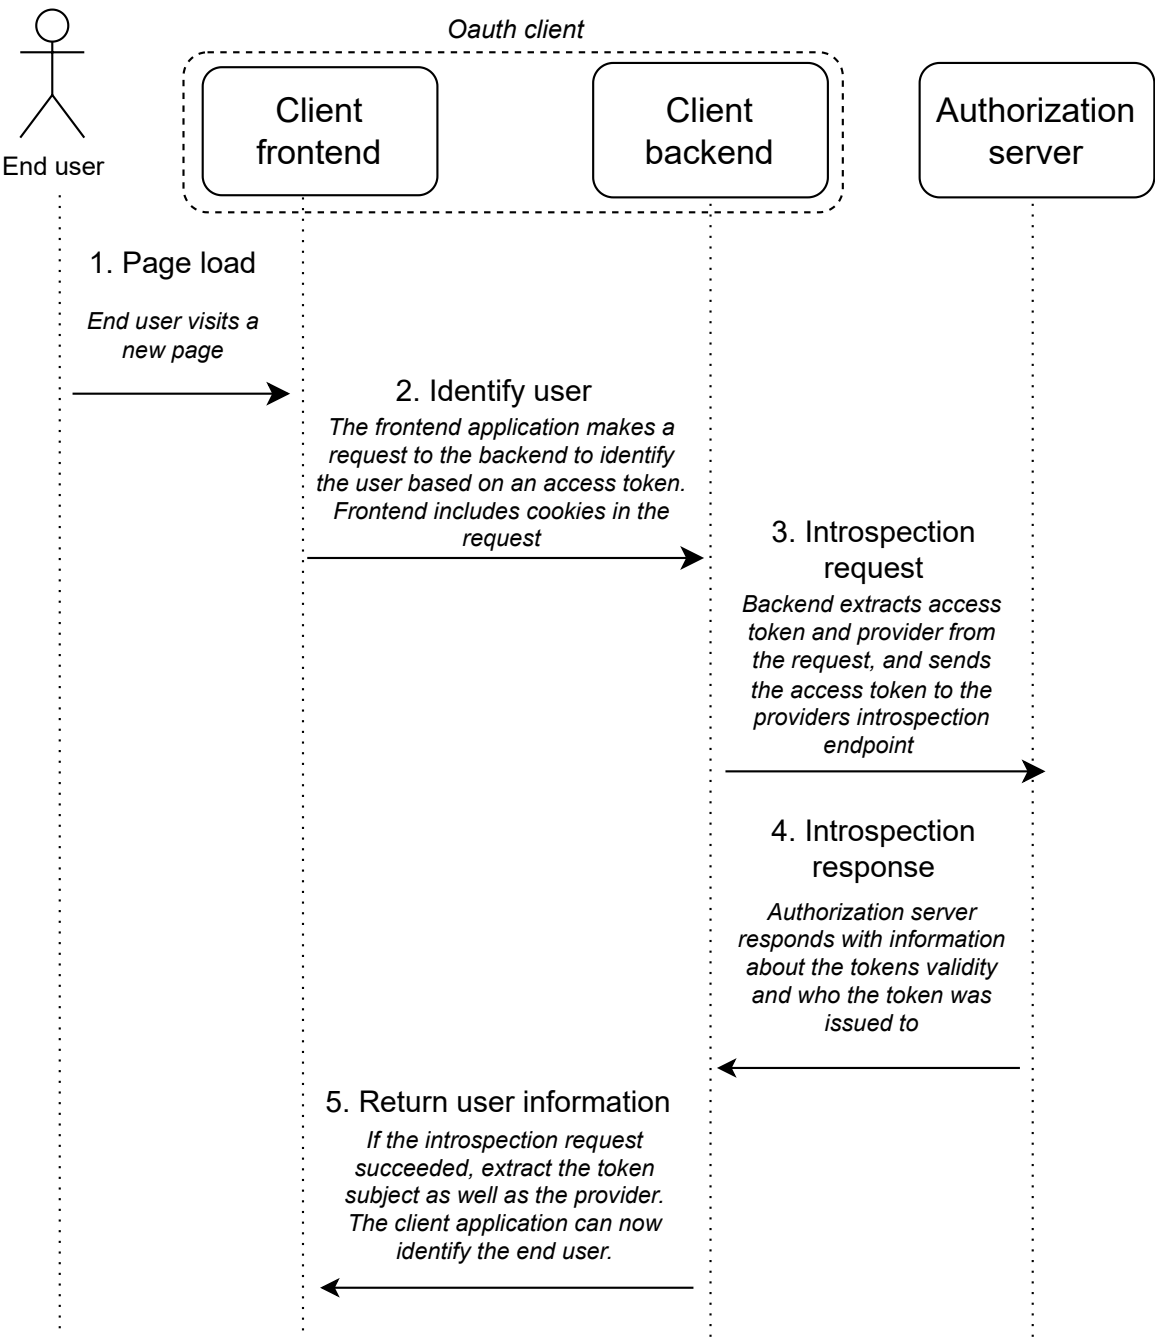 Oauth client
End user
Client
frontend
Client
backend
Authorization
server
1. Page load
End user visits a
new page
2. Identify user
The frontend application makes a
request to the backend to identify
the user based on an access token.
Frontend includes cookies in the
request
3. Introspection
request
Backend extracts access
token and provider from
the request, and sends
the access token to the
providers introspection
endpoint
4. Introspection
response
Authorization server
responds with information
about the tokens validity
and who the token was
issued to
5. Return user information
If the introspection request
succeeded, extract the token
subject as well as the provider.
The client application can now
identify the end user.